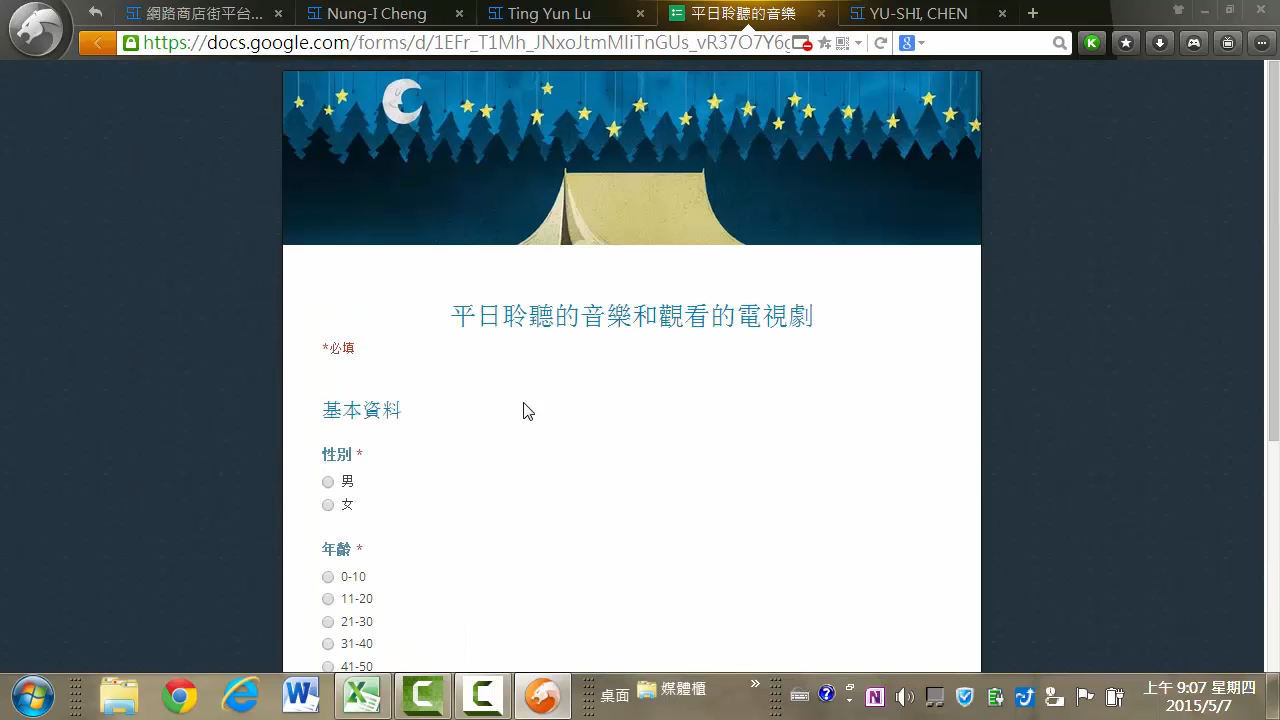 網路商店街平台...
Nung-I Cheng
Ting Yun Lu
平日聆聽的音樂
YU-SHI, CHEN
https://docs.google.com/forms/d/1EFr_T1Mh_JNxoJtmMIiTnGUs_vR37O7Y6g
平日聆聽的音樂和觀看的電視劇
*必填
基本資料
性別 *
男
女
年齡 *
0-10
11-20
21-30
31-40
41-50
桌面
媒體櫃
上午 9:07 星期四
2015/5/7